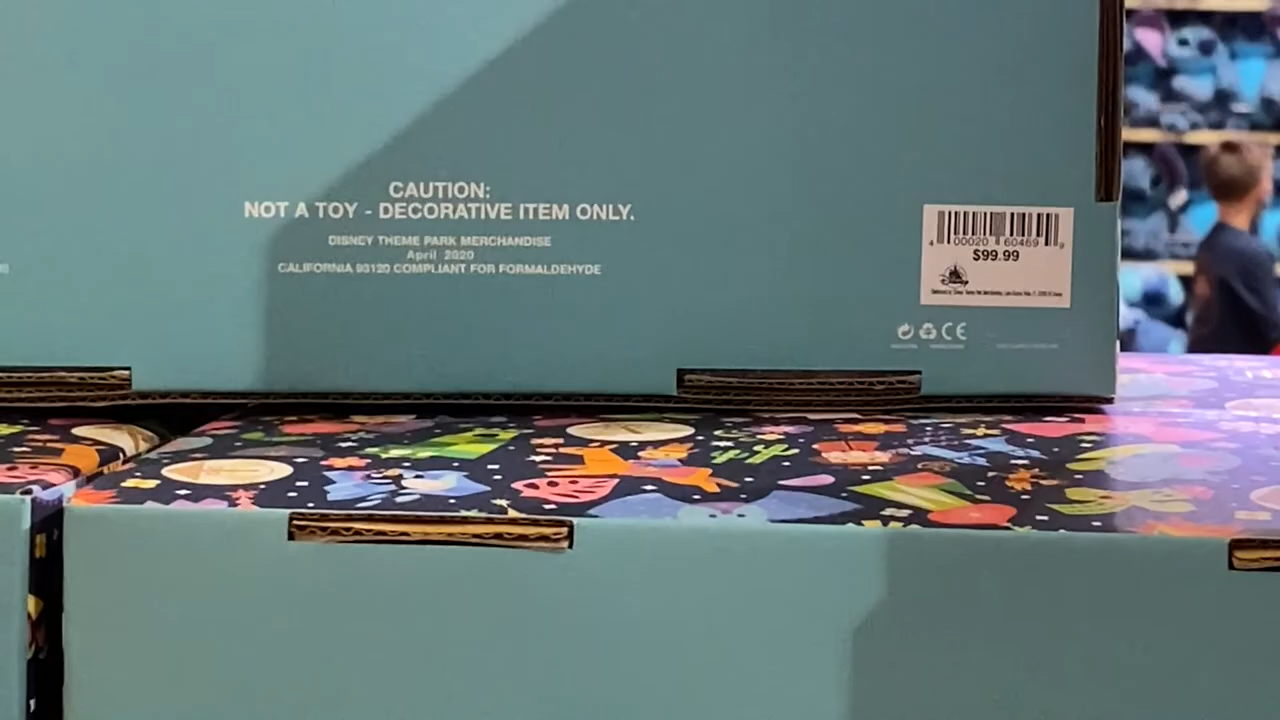 CAUTION:
NOT A TOY - DECORATIVE ITEM ONLY.
DISNEY THEME PARK MERCHANDISE
April 2020
CALIFORNIA 93120 COMPLIANT FOR FORMALDEHYDE
4 00020 60469 9
$99.99
Disney
CE